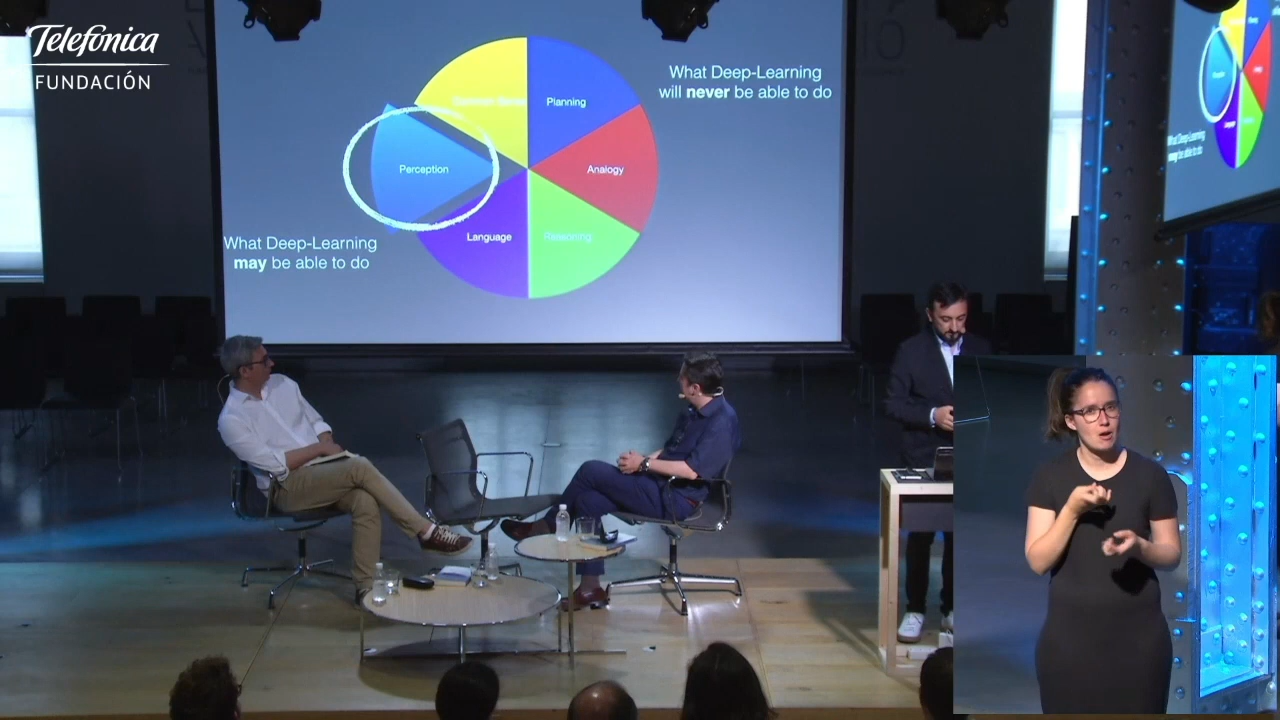 Telefónica
FUNDACIÓN
What Deep-Learning
will never be able to do
Planning
Perception
Analogy
Language
Reasoning
What Deep-Learning
may be able to do